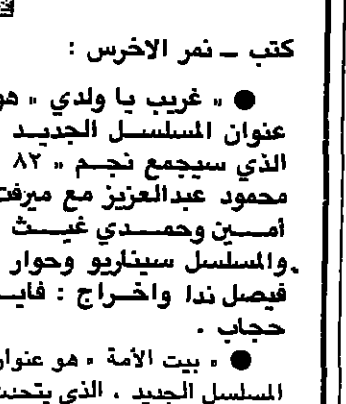 كتب ــ نمر الاخرس :
● « غريب يا ولدي » هو
عنوان المسلسل الجديد
الذي سيجمع نجم « ٨٢
محمود عبدالعزيز مع ميرفت
أمين وحمدي غيث
والمسلسل سيناريو وحوار
فيصل ندا واخراج : فايـ
حجاب .
● « بيت الأمة » هو عنوان
المسلسل الجديد ، الذي يتحدث